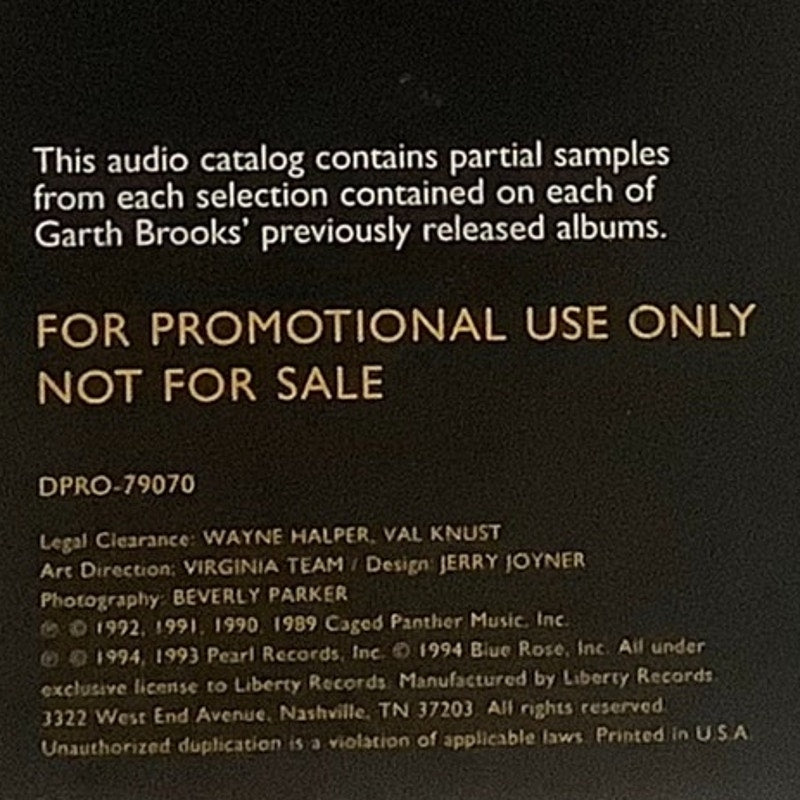 This audio catalog contains partial samples
from each selection contained on each of
Garth Brooks' previously released albums.
FOR PROMOTIONAL USE ONLY
NOT FOR SALE
DPRO-79070
Legal Clearance: WAYNE HALPER, VAL KNUST
Art Direction: VIRGINIA TEAM / Design: JERRY JOYNER
Photography: BEVERLY PARKER
℗ © 1992, 1991, 1990, 1989 Caged Panther Music, Inc.
℗ © 1994, 1993 Pearl Records, Inc. © 1994 Blue Rose, Inc. All under
exclusive license to Liberty Records. Manufactured by Liberty Records.
3322 West End Avenue, Nashville, TN 37203. All rights reserved.
Unauthorized duplication is a violation of applicable laws. Printed in U.S.A.